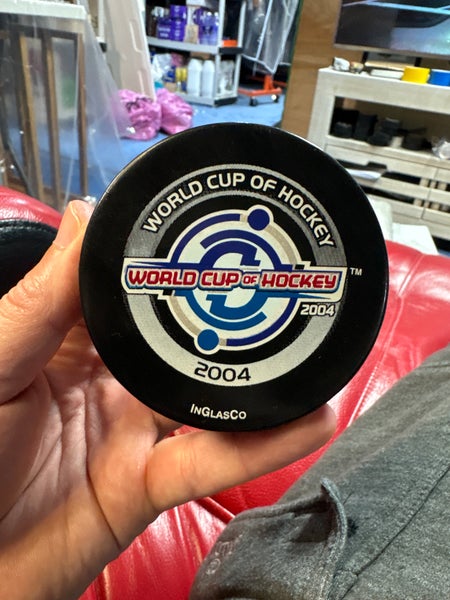 WORLD CUP OF HOCKEY
WORLD CUP OF HOCKEY TM
2004
2004
INGLASCO